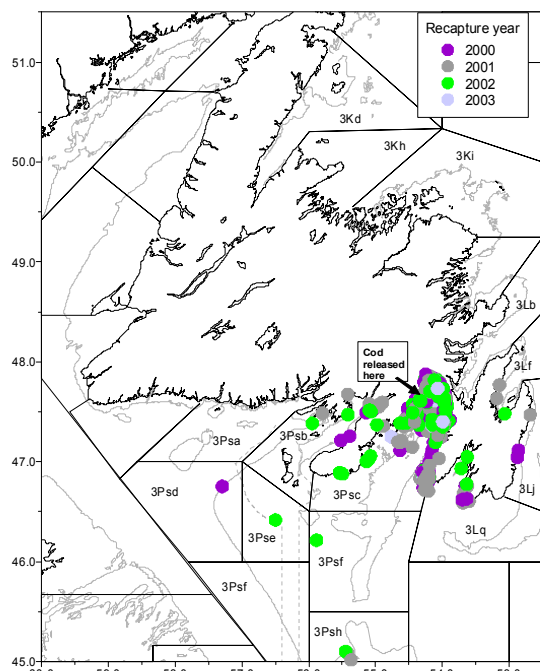 Recapture year
2000
2001
2002
2003
51.0
50.0
49.0
48.0
47.0
46.0
45.0
3Kd
3Kh
3Ki
3Lb
Cod
released
here
3Lf
3Psa
3Psb
3Psd
3Psc
3Lj
3Pse
3Psf
3Lq
3Psf
3Psh